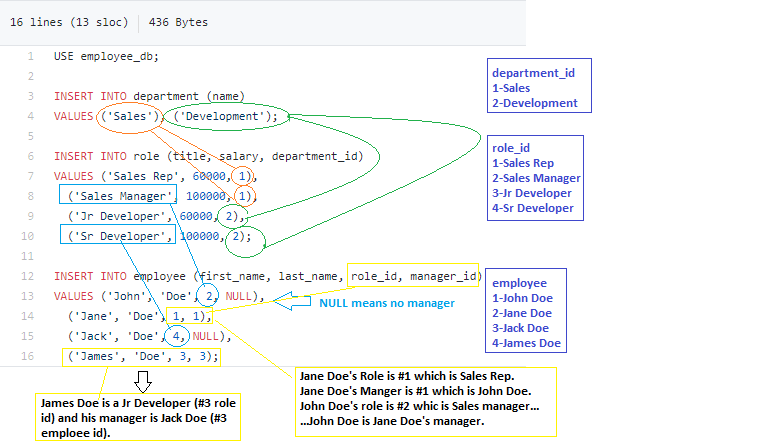 16 lines (13 sloc) 436 Bytes
1 USE employee_db;
2
3 INSERT INTO department (name)
4 VALUES ('Sales'), ('Development');
5
6 INSERT INTO role (title, salary, department_id)
7 VALUES ('Sales Rep', 60000, 1),
8 ('Sales Manager', 100000, 1),
9 ('Jr Developer', 60000, 2),
10 ('Sr Developer', 100000, 2);
11
12 INSERT INTO employee (first_name, last_name, role_id, manager_id)
13 VALUES ('John', 'Doe', 2, NULL),
14 ('Jane', 'Doe', 1, 1),
15 ('Jack', 'Doe', 4, NULL),
16 ('James', 'Doe', 3, 3);
department_id
1-Sales
2-Development
role_id
1-Sales Rep
2-Sales Manager
3-Jr Developer
4-Sr Developer
employee
1-John Doe
2-Jane Doe
3-Jack Doe
4-James Doe
NULL means no manager
James Doe is a Jr Developer (#3 role
id) and his manager is Jack Doe (#3
emploee id).
Jane Doe's Role is #1 which is Sales Rep.
Jane Doe's Manger is #1 which is John Doe.
John Doe's role is #2 whic is Sales manager...
...John Doe is Jane Doe's manager.